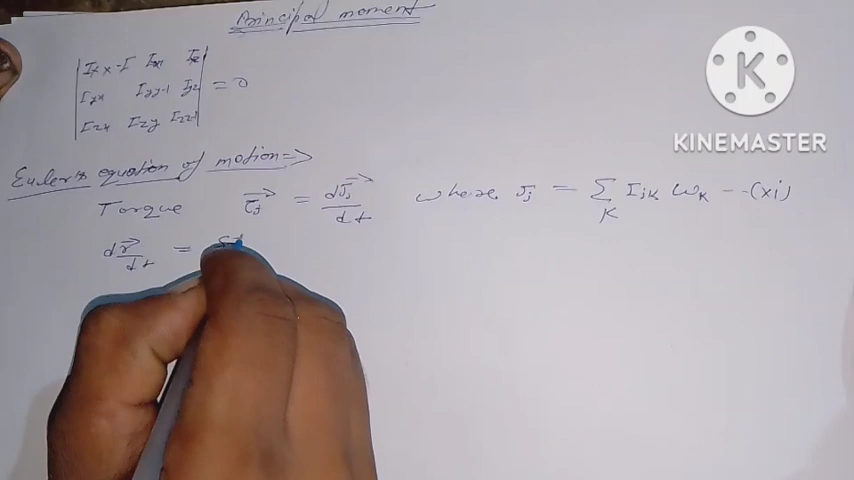 Principal moment
K
KINEMASTER
Ixx-I Ixy Ixz
Iyx Iyy-I Iyz = 0
Izx Izy Izz-I
Euler's equation of motion =>
Torque τj = dJj/dt where Jj = Σ Ijk ωk --(xi)
K
dr/dt =